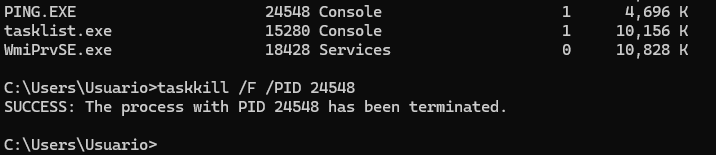 PING.EXE 24548 Console 1 4,696 K
tasklist.exe 15280 Console 1 10,156 K
WmiPrvSE.exe 18428 Services 0 10,828 K
C:\Users\Usuario>taskkill /F /PID 24548
SUCCESS: The process with PID 24548 has been terminated.
C:\Users\Usuario>